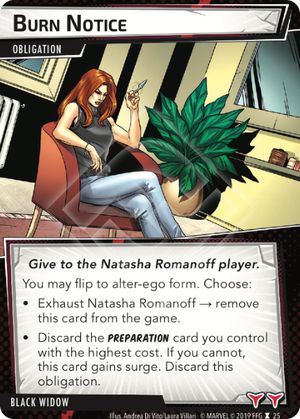 BURN NOTICE
OBLIGATION
Give to the Natasha Romanoff player.
You may flip to alter-ego form. Choose:
• Exhaust Natasha Romanoff → remove
this card from the game.
• Discard the PREPARATION card you control
with the highest cost. If you cannot,
this card gains surge. Discard this
obligation.
BLACK WIDOW
Illus. Andrea Di Vito/Laura Villari © MARVEL © 2019 FFG 25